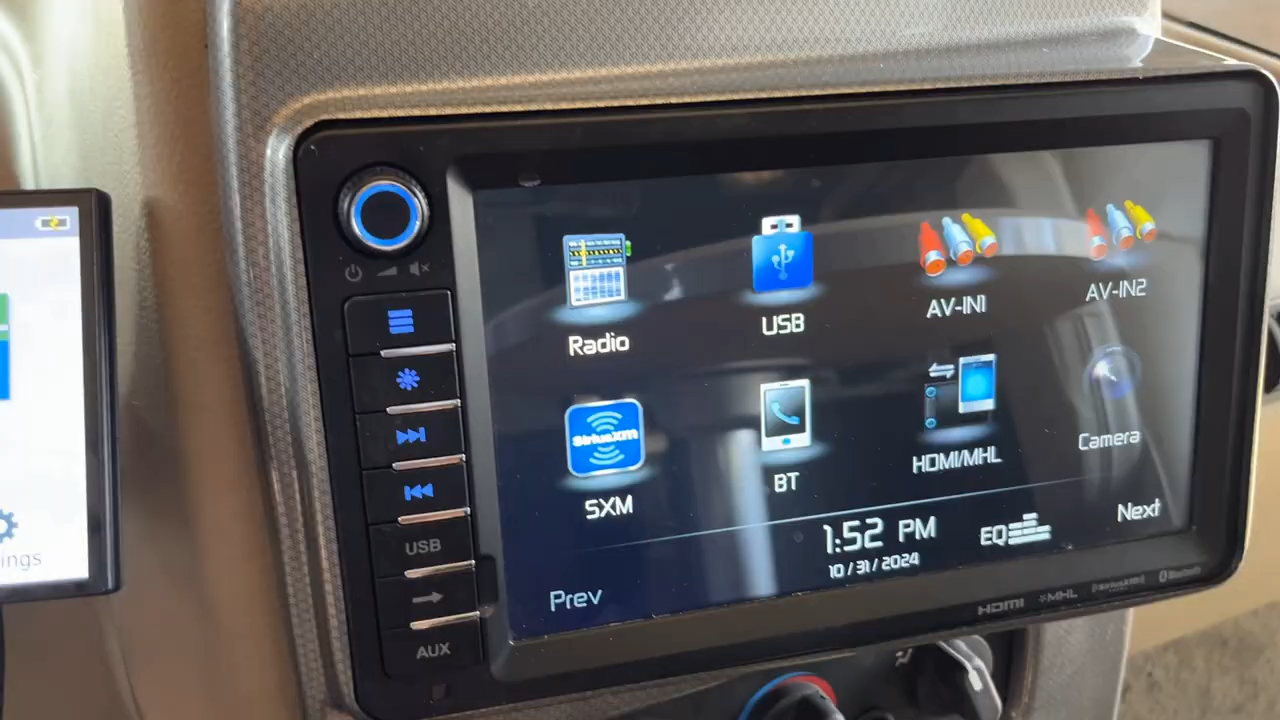 Radio
USB
AV-IN1
AV-IN2
SiriusXM
SXM
BT
HDMI/MHL
Camera
1:52 PM
10/31/2024
EQ
Next
Prev
USB
AUX
HDMI
MHL
SiriusXM
Bluetooth
ings